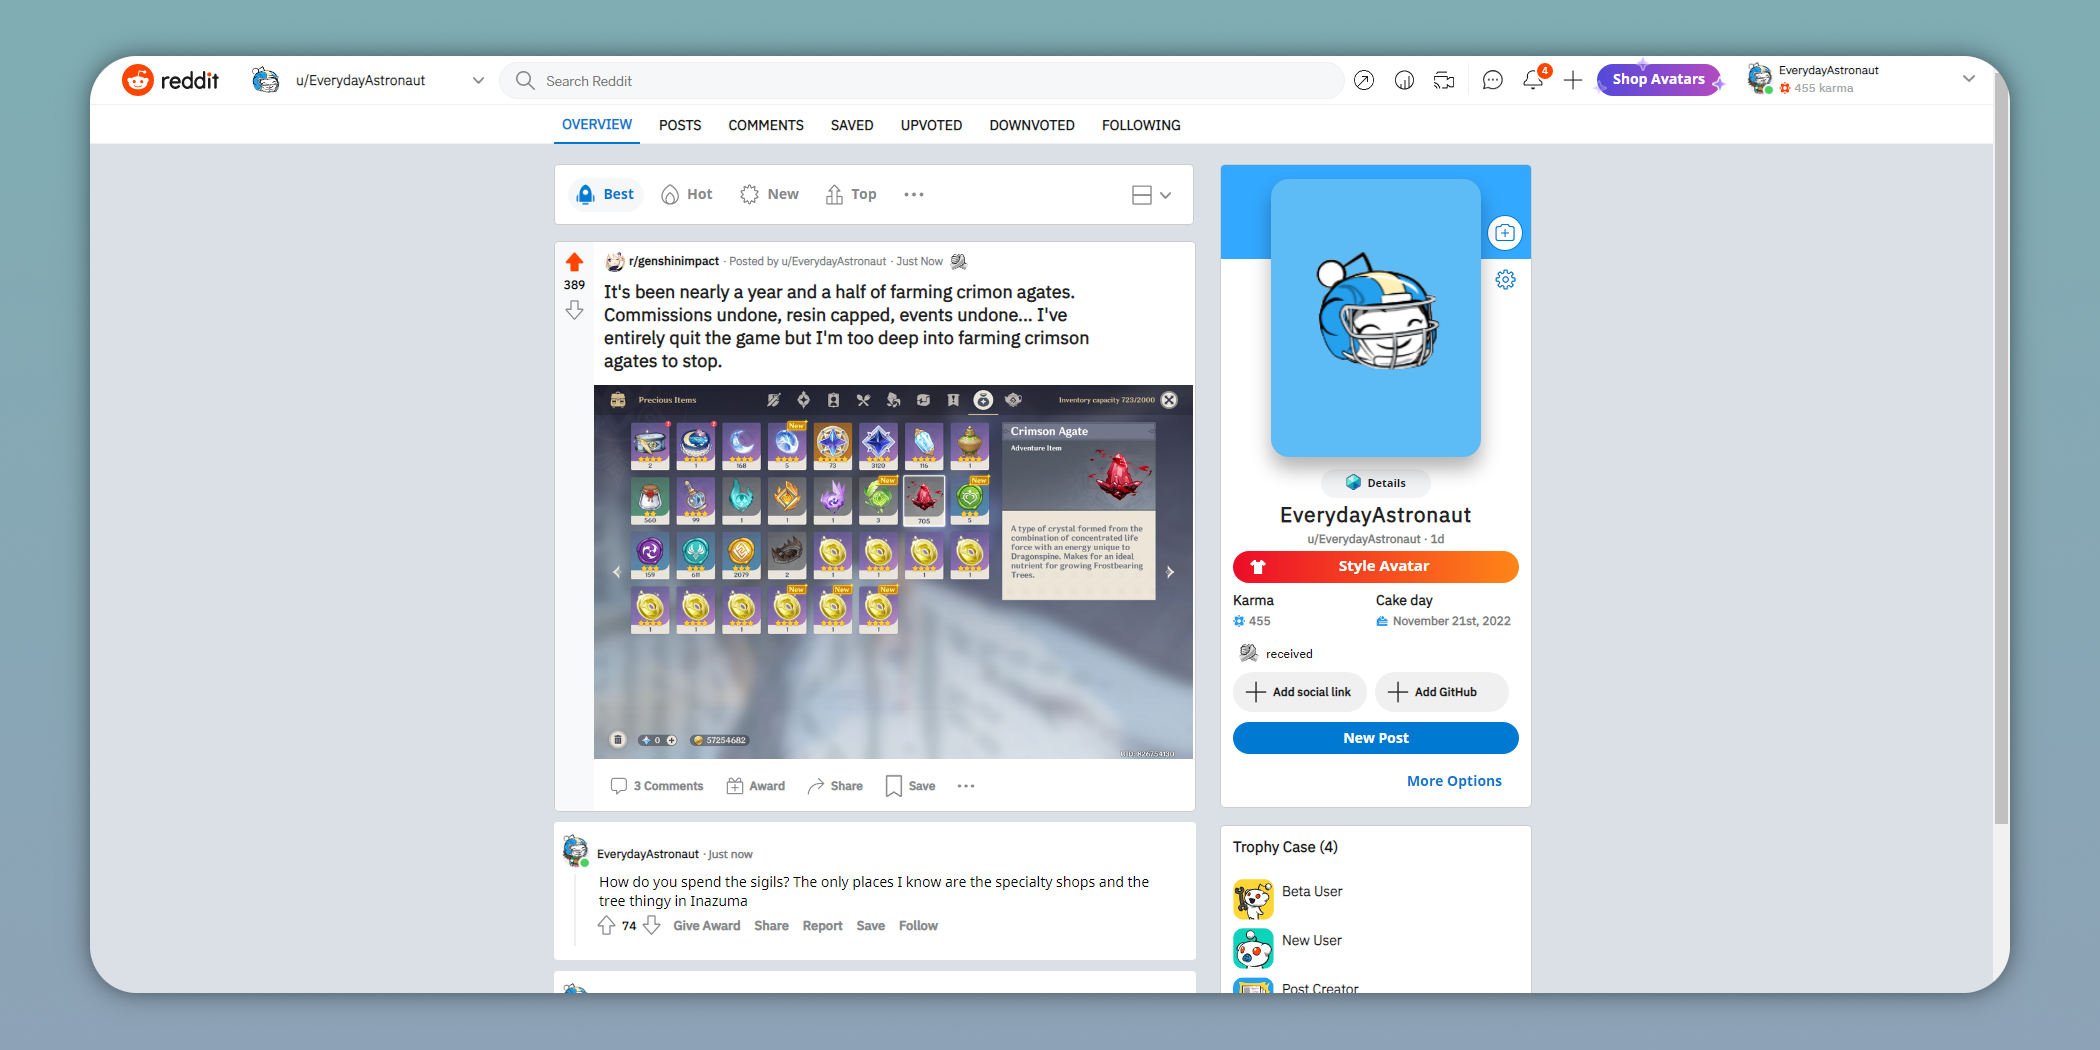 reddit
u/EverydayAstronaut
Search Reddit
4
Shop Avatars
EverydayAstronaut
455 karma
OVERVIEW POSTS COMMENTS SAVED UPVOTED DOWNVOTED FOLLOWING
Best Hot New Top
389
r/genshinimpact · Posted by u/EverydayAstronaut · Just Now
It's been nearly a year and a half of farming crimon agates.
Commissions undone, resin capped, events undone... I've
entirely quit the game but I'm too deep into farming crimson
agates to stop.
Precious Items
Inventory capacity 723/2000
New
2 1 168 5 73 3120 116 1
New New
560 99 1 1 1 3 705 5
159 611 2079 2 1 1 1 1
New New New
1 1 1 1 1 1
Crimson Agate
Adventure Item
A type of crystal formed from the
combination of concentrated life
force with an energy unique to
Dragonspine. Makes for an ideal
nutrient for growing Frostbearing
Trees.
0
57254682
UID: 826754130
3 Comments Award Share Save
EverydayAstronaut · Just now
How do you spend the sigils? The only places I know are the specialty shops and the
tree thingy in Inazuma
74 Give Award Share Report Save Follow
Details
EverydayAstronaut
u/EverydayAstronaut · 1d
Style Avatar
Karma
455
Cake day
November 21st, 2022
received
Add social link
Add GitHub
New Post
More Options
Trophy Case (4)
Beta User
New User
Post Creator